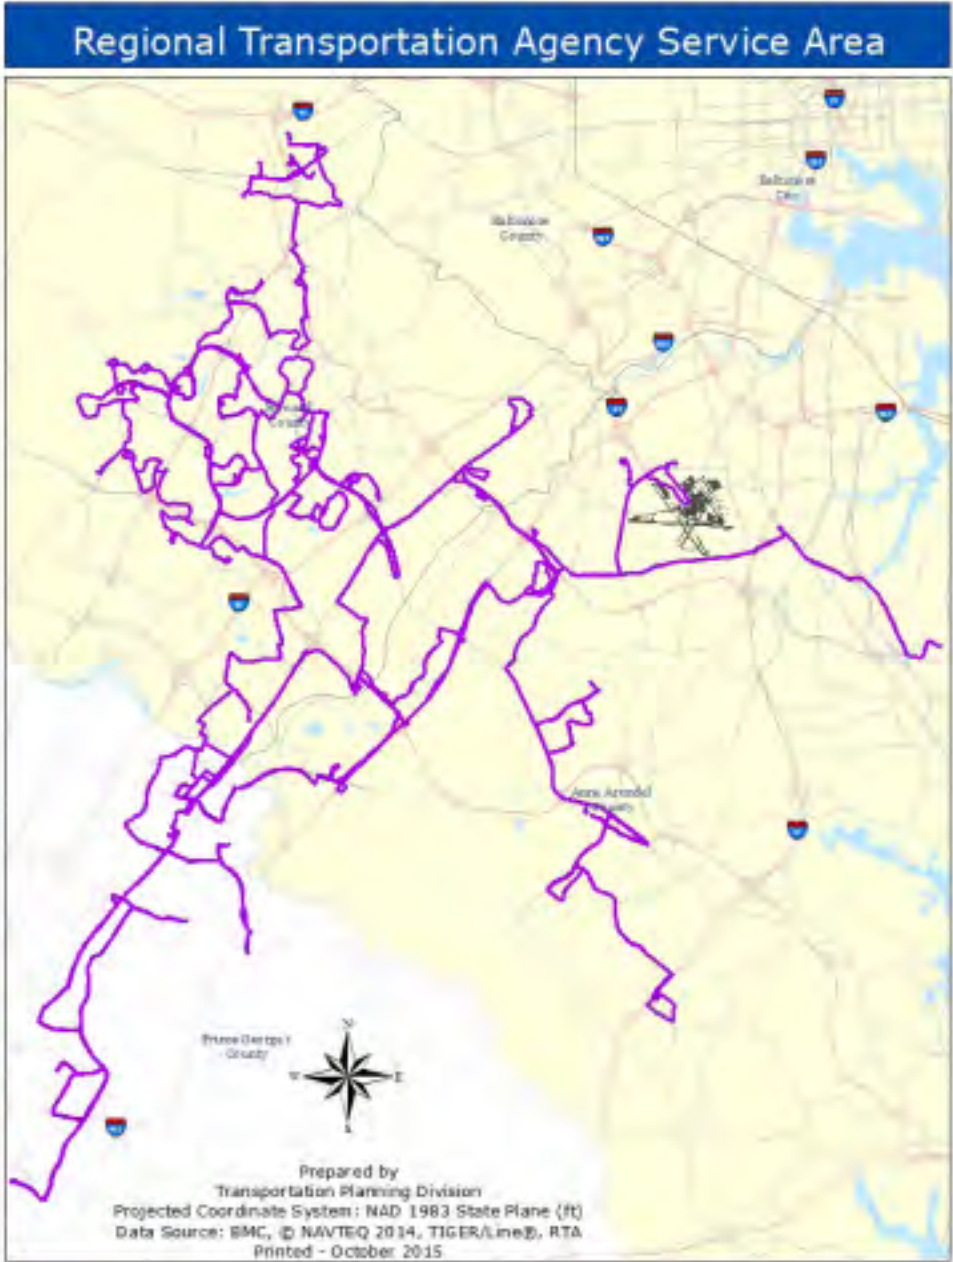 Regional Transportation Agency Service Area
Baltimore
City
Baltimore
County
County
Anne Arundel
County
Prince George's
County
N
W
E
S
Prepared by
Transportation Planning Division
Projected Coordinate System: NAD 1983 State Plane (ft)
Data Source: BMC, © NAVTEQ 2014, TIGER/Line®, RTA
Printed - October 2015